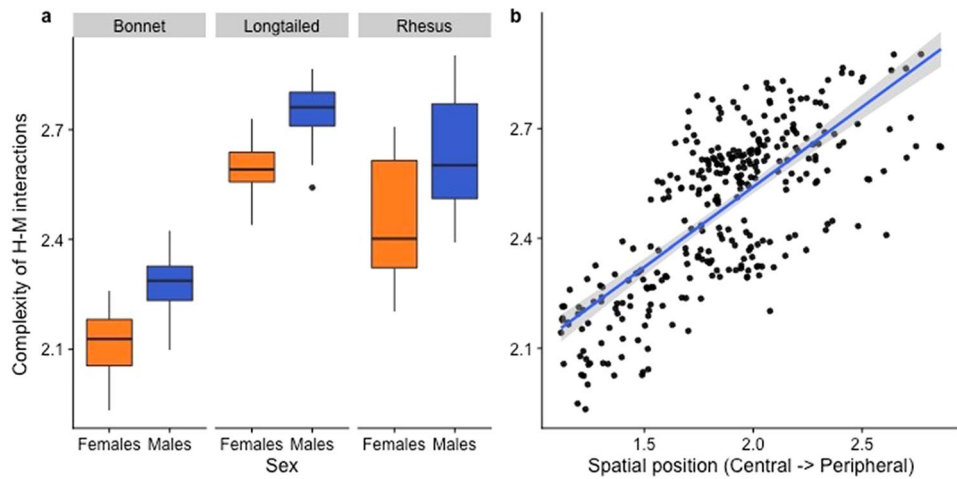 a
Bonnet Longtailed Rhesus
Complexity of H-M interactions
2.7
2.4
2.1
Females Males Females Males Females Males
Sex
b
2.7
2.4
2.1
1.5 2.0 2.5
Spatial position (Central -> Peripheral)